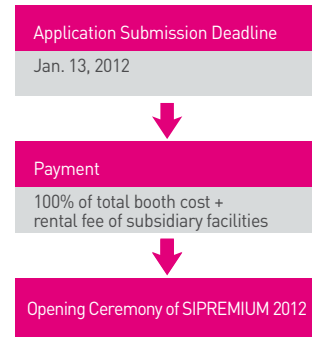 Application Submission Deadline
Jan. 13, 2012
Payment
100% of total booth cost +
rental fee of subsidiary facilities
Opening Ceremony of SIPREMIUM 2012